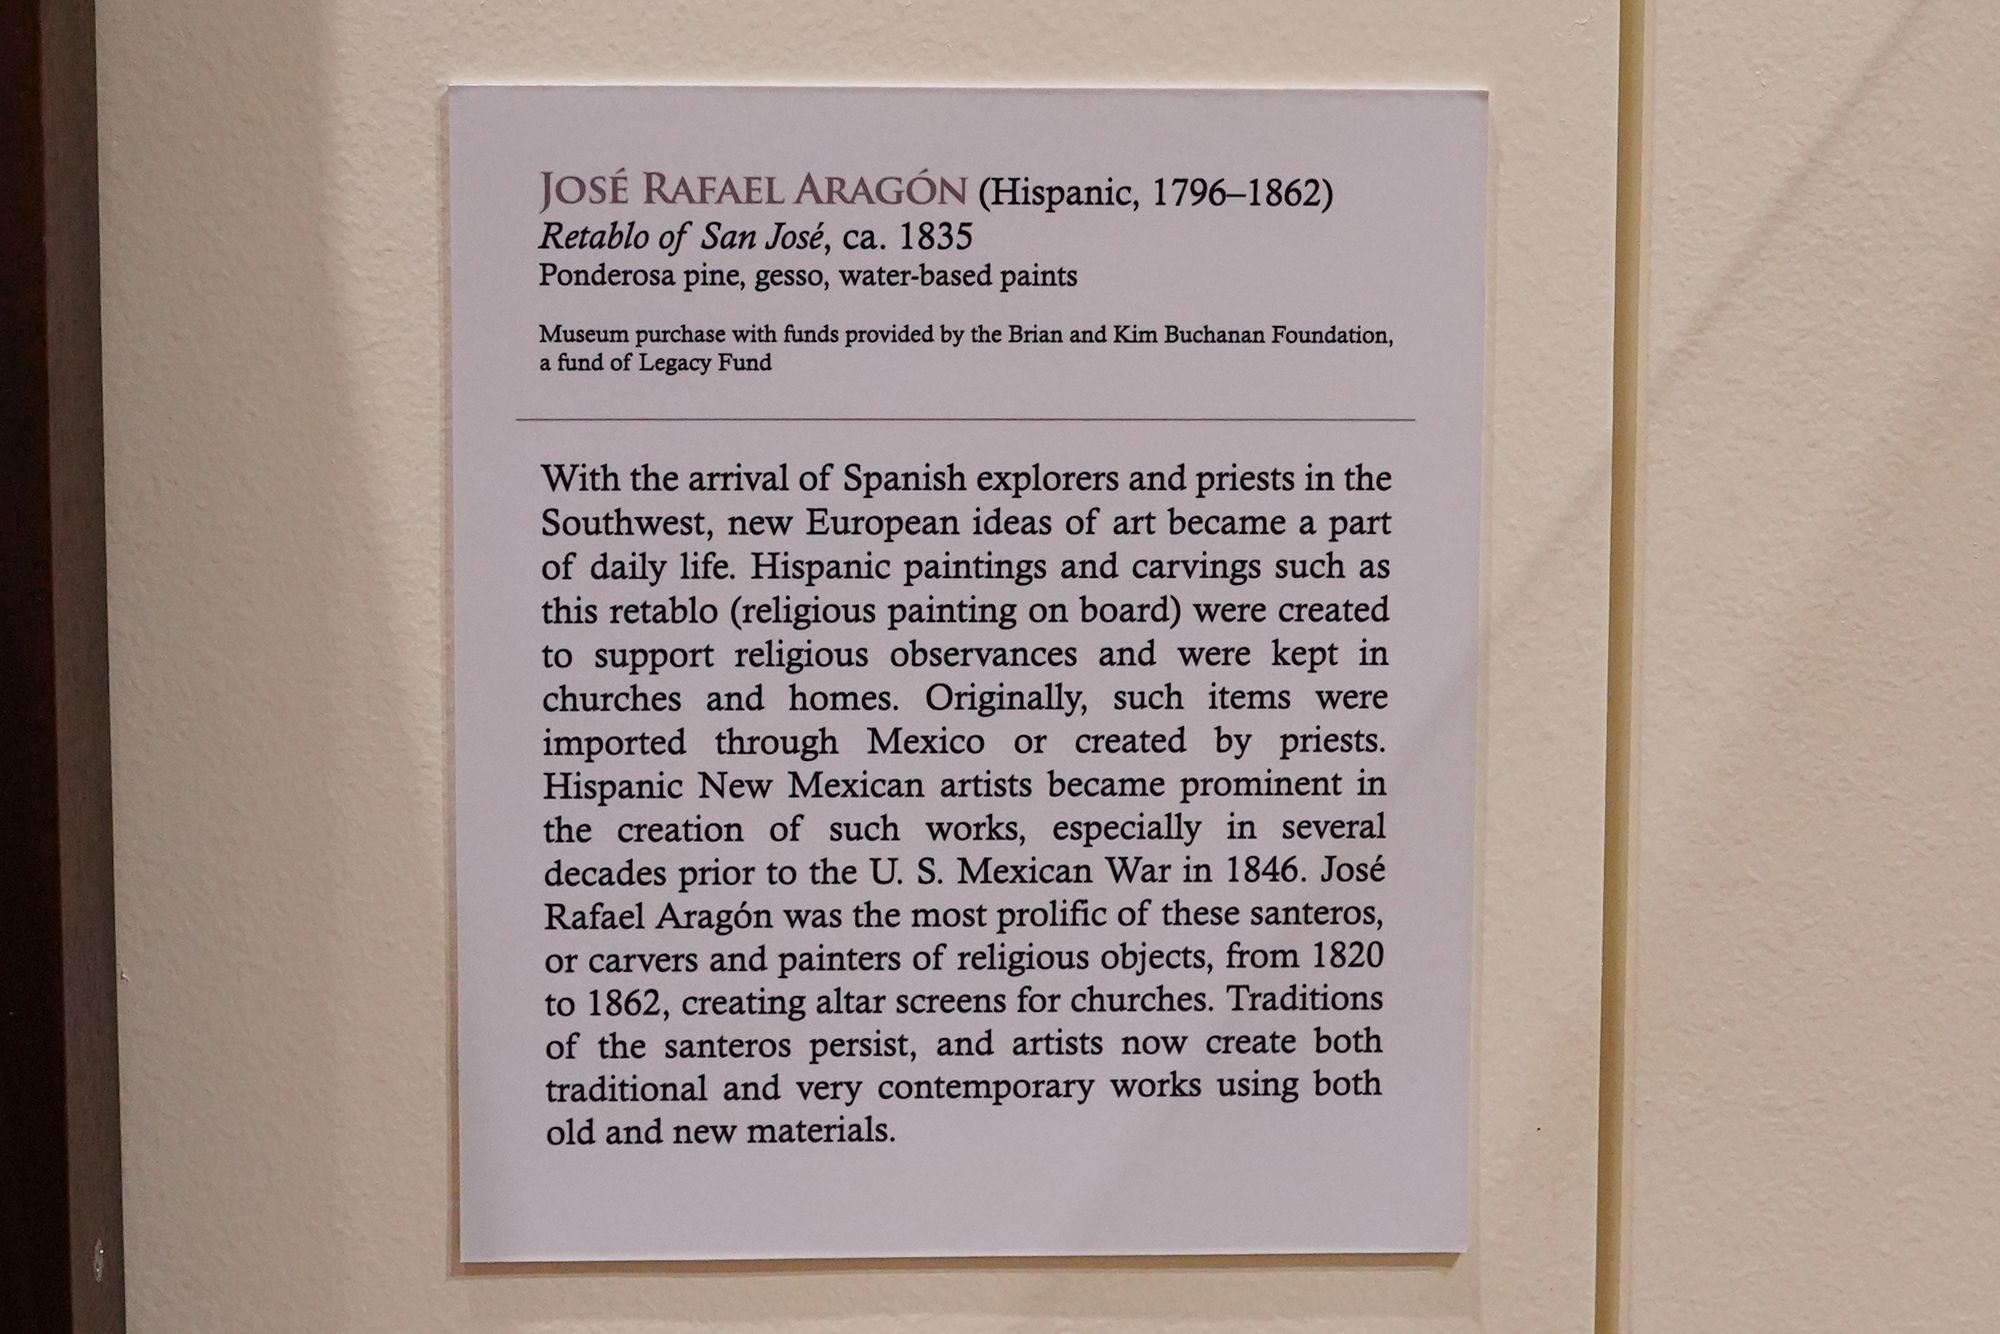 JOSÉ RAFAEL ARAGÓN (Hispanic, 1796–1862)
Retablo of San José, ca. 1835
Ponderosa pine, gesso, water-based paints
Museum purchase with funds provided by the Brian and Kim Buchanan Foundation,
a fund of Legacy Fund
With the arrival of Spanish explorers and priests in the
Southwest, new European ideas of art became a part
of daily life. Hispanic paintings and carvings such as
this retablo (religious painting on board) were created
to support religious observances and were kept in
churches and homes. Originally, such items were
imported through Mexico or created by priests.
Hispanic New Mexican artists became prominent in
the creation of such works, especially in several
decades prior to the U. S. Mexican War in 1846. José
Rafael Aragón was the most prolific of these santeros,
or carvers and painters of religious objects, from 1820
to 1862, creating altar screens for churches. Traditions
of the santeros persist, and artists now create both
traditional and very contemporary works using both
old and new materials.